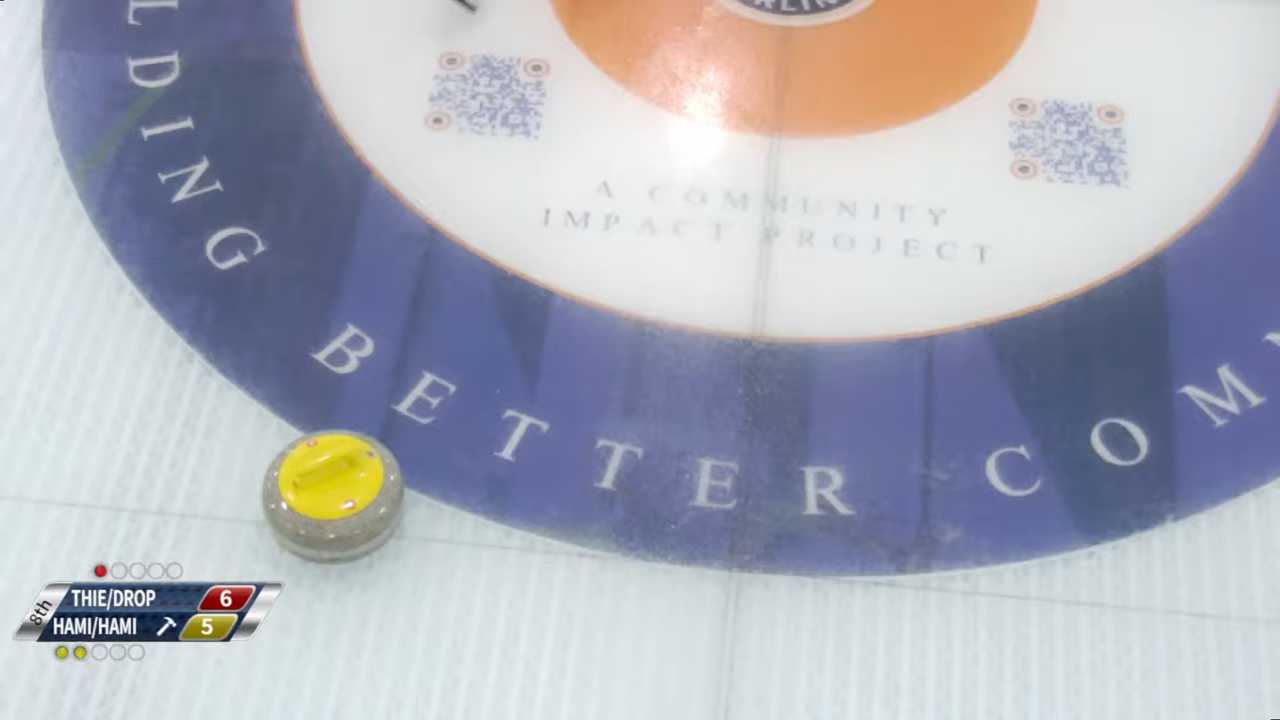 LDING BETTER COM
A COMMUNITY
IMPACT PROJECT
8th
THIE/DROP 6
HAMI/HAMI 5